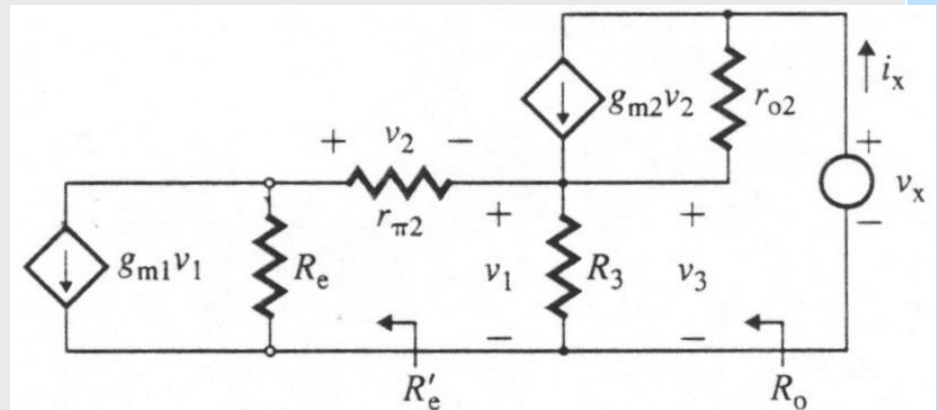 i_x
g_m2 v_2
r_o2
+ v_2 −
+
v_x
−
r_π2
+ +
g_m1 v_1
R_e
v_1
R_3
v_3
− −
R′_e
R_o